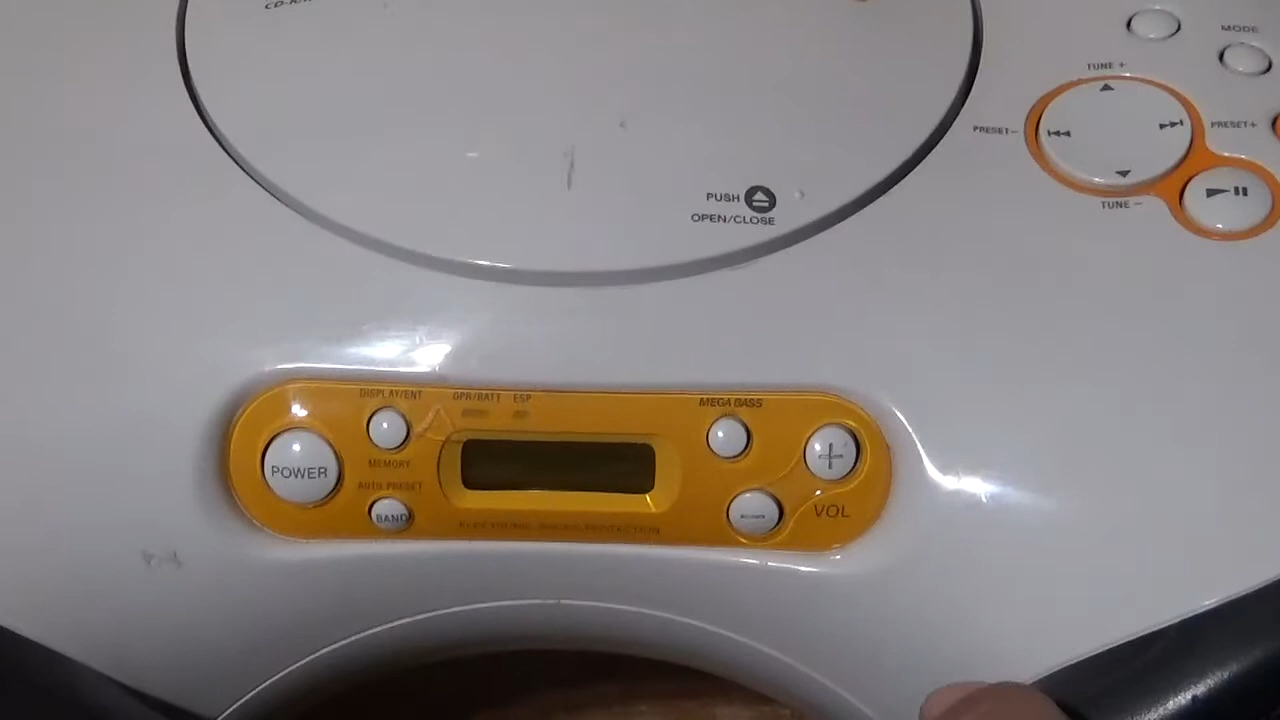 MODE
TUNE +
PRESET−
PRESET+
TUNE −
PUSH
OPEN/CLOSE
DISPLAY/ENT
OPR/BATT
ESP
MEGA BASS
POWER
MEMORY
AUTO PRESET
BAND
VOL